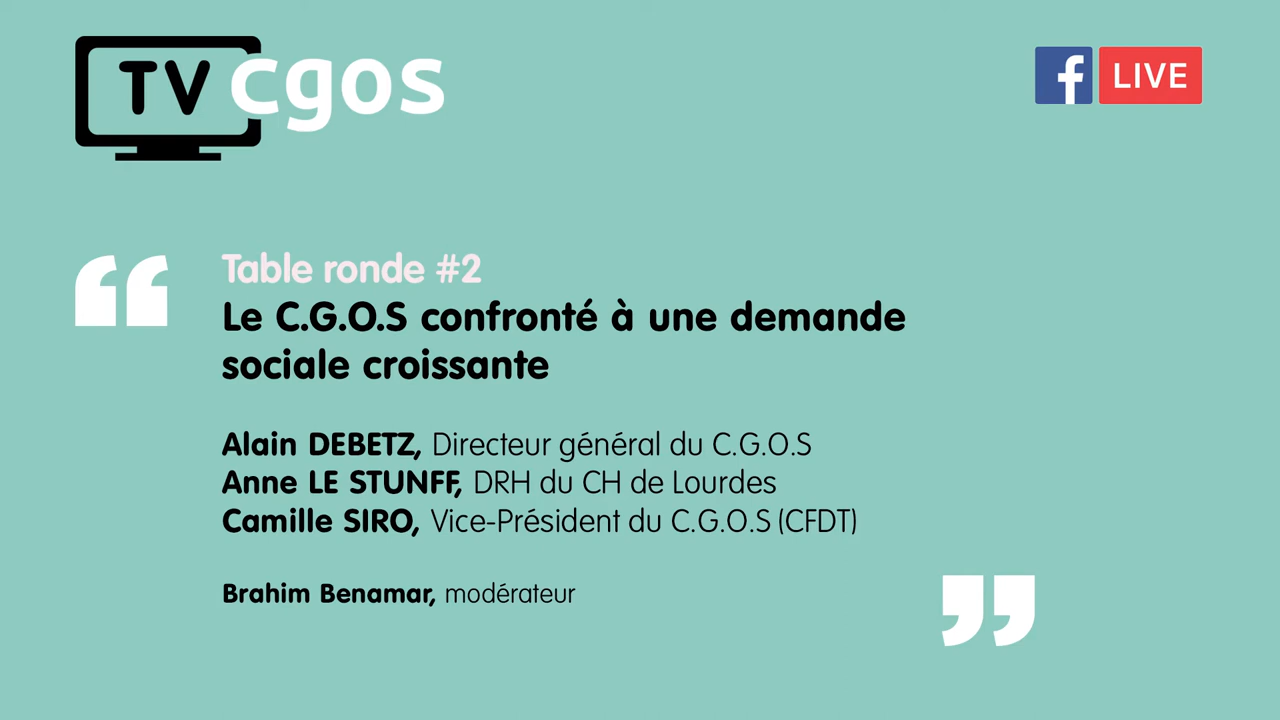 TV cgos
f LIVE
“
Table ronde #2
Le C.G.O.S confronté à une demande
sociale croissante
Alain DEBETZ, Directeur général du C.G.O.S
Anne LE STUNFF, DRH du CH de Lourdes
Camille SIRO, Vice-Président du C.G.O.S (CFDT)
Brahim Benamar, modérateur
”